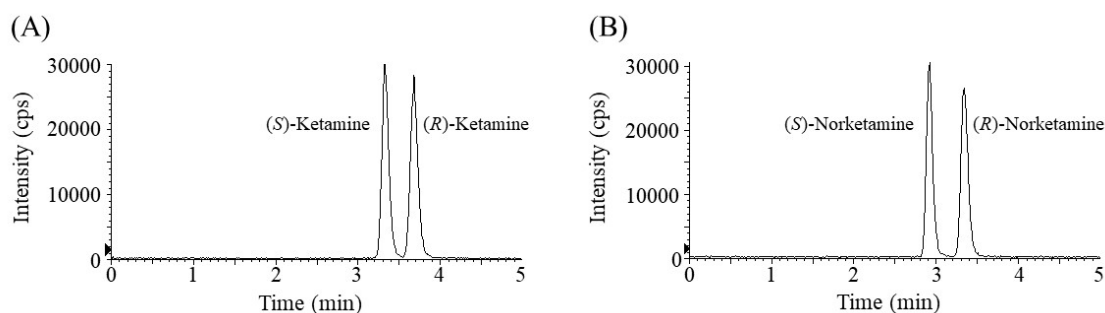 (A)
Intensity (cps)
30000
20000
10000
0
(S)-Ketamine
(R)-Ketamine
0 1 2 3 4 5
Time (min)
(B)
Intensity (cps)
30000
20000
10000
0
(S)-Norketamine
(R)-Norketamine
0 1 2 3 4 5
Time (min)